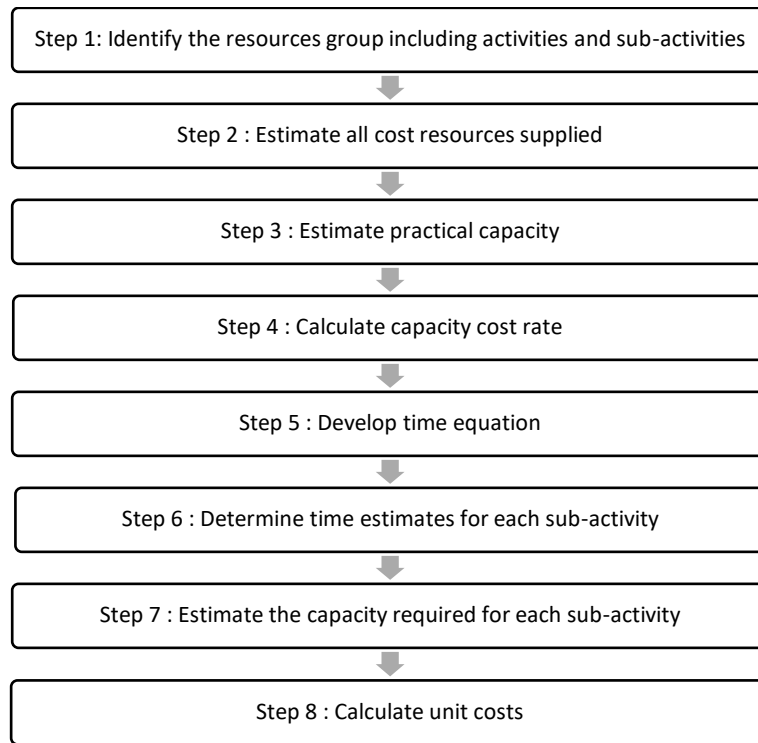 Step 1: Identify the resources group including activities and sub-activities
Step 2 : Estimate all cost resources supplied
Step 3 : Estimate practical capacity
Step 4 : Calculate capacity cost rate
Step 5 : Develop time equation
Step 6 : Determine time estimates for each sub-activity
Step 7 : Estimate the capacity required for each sub-activity
Step 8 : Calculate unit costs